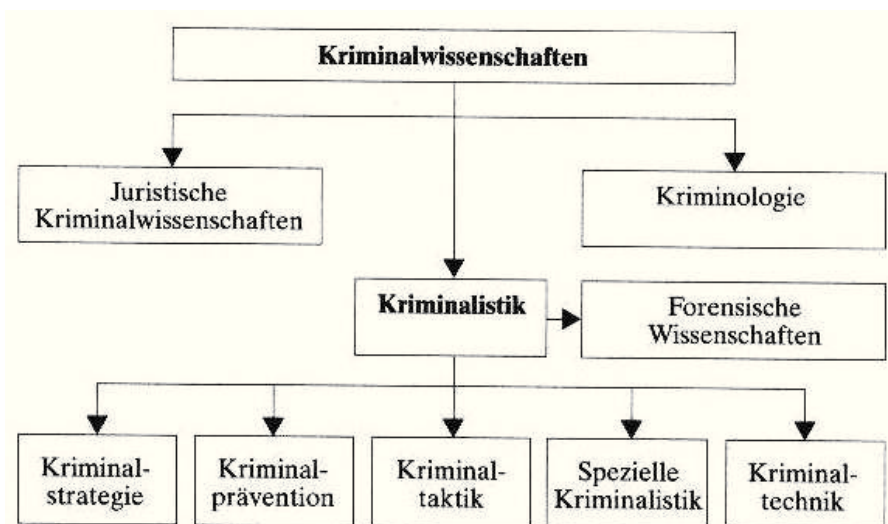 Kriminalwissenschaften
Juristische
Kriminalwissenschaften
Kriminologie
Kriminalistik
Forensische
Wissenschaften
Kriminal-
strategie
Kriminal-
prävention
Kriminal-
taktik
Spezielle
Kriminalistik
Kriminal-
technik